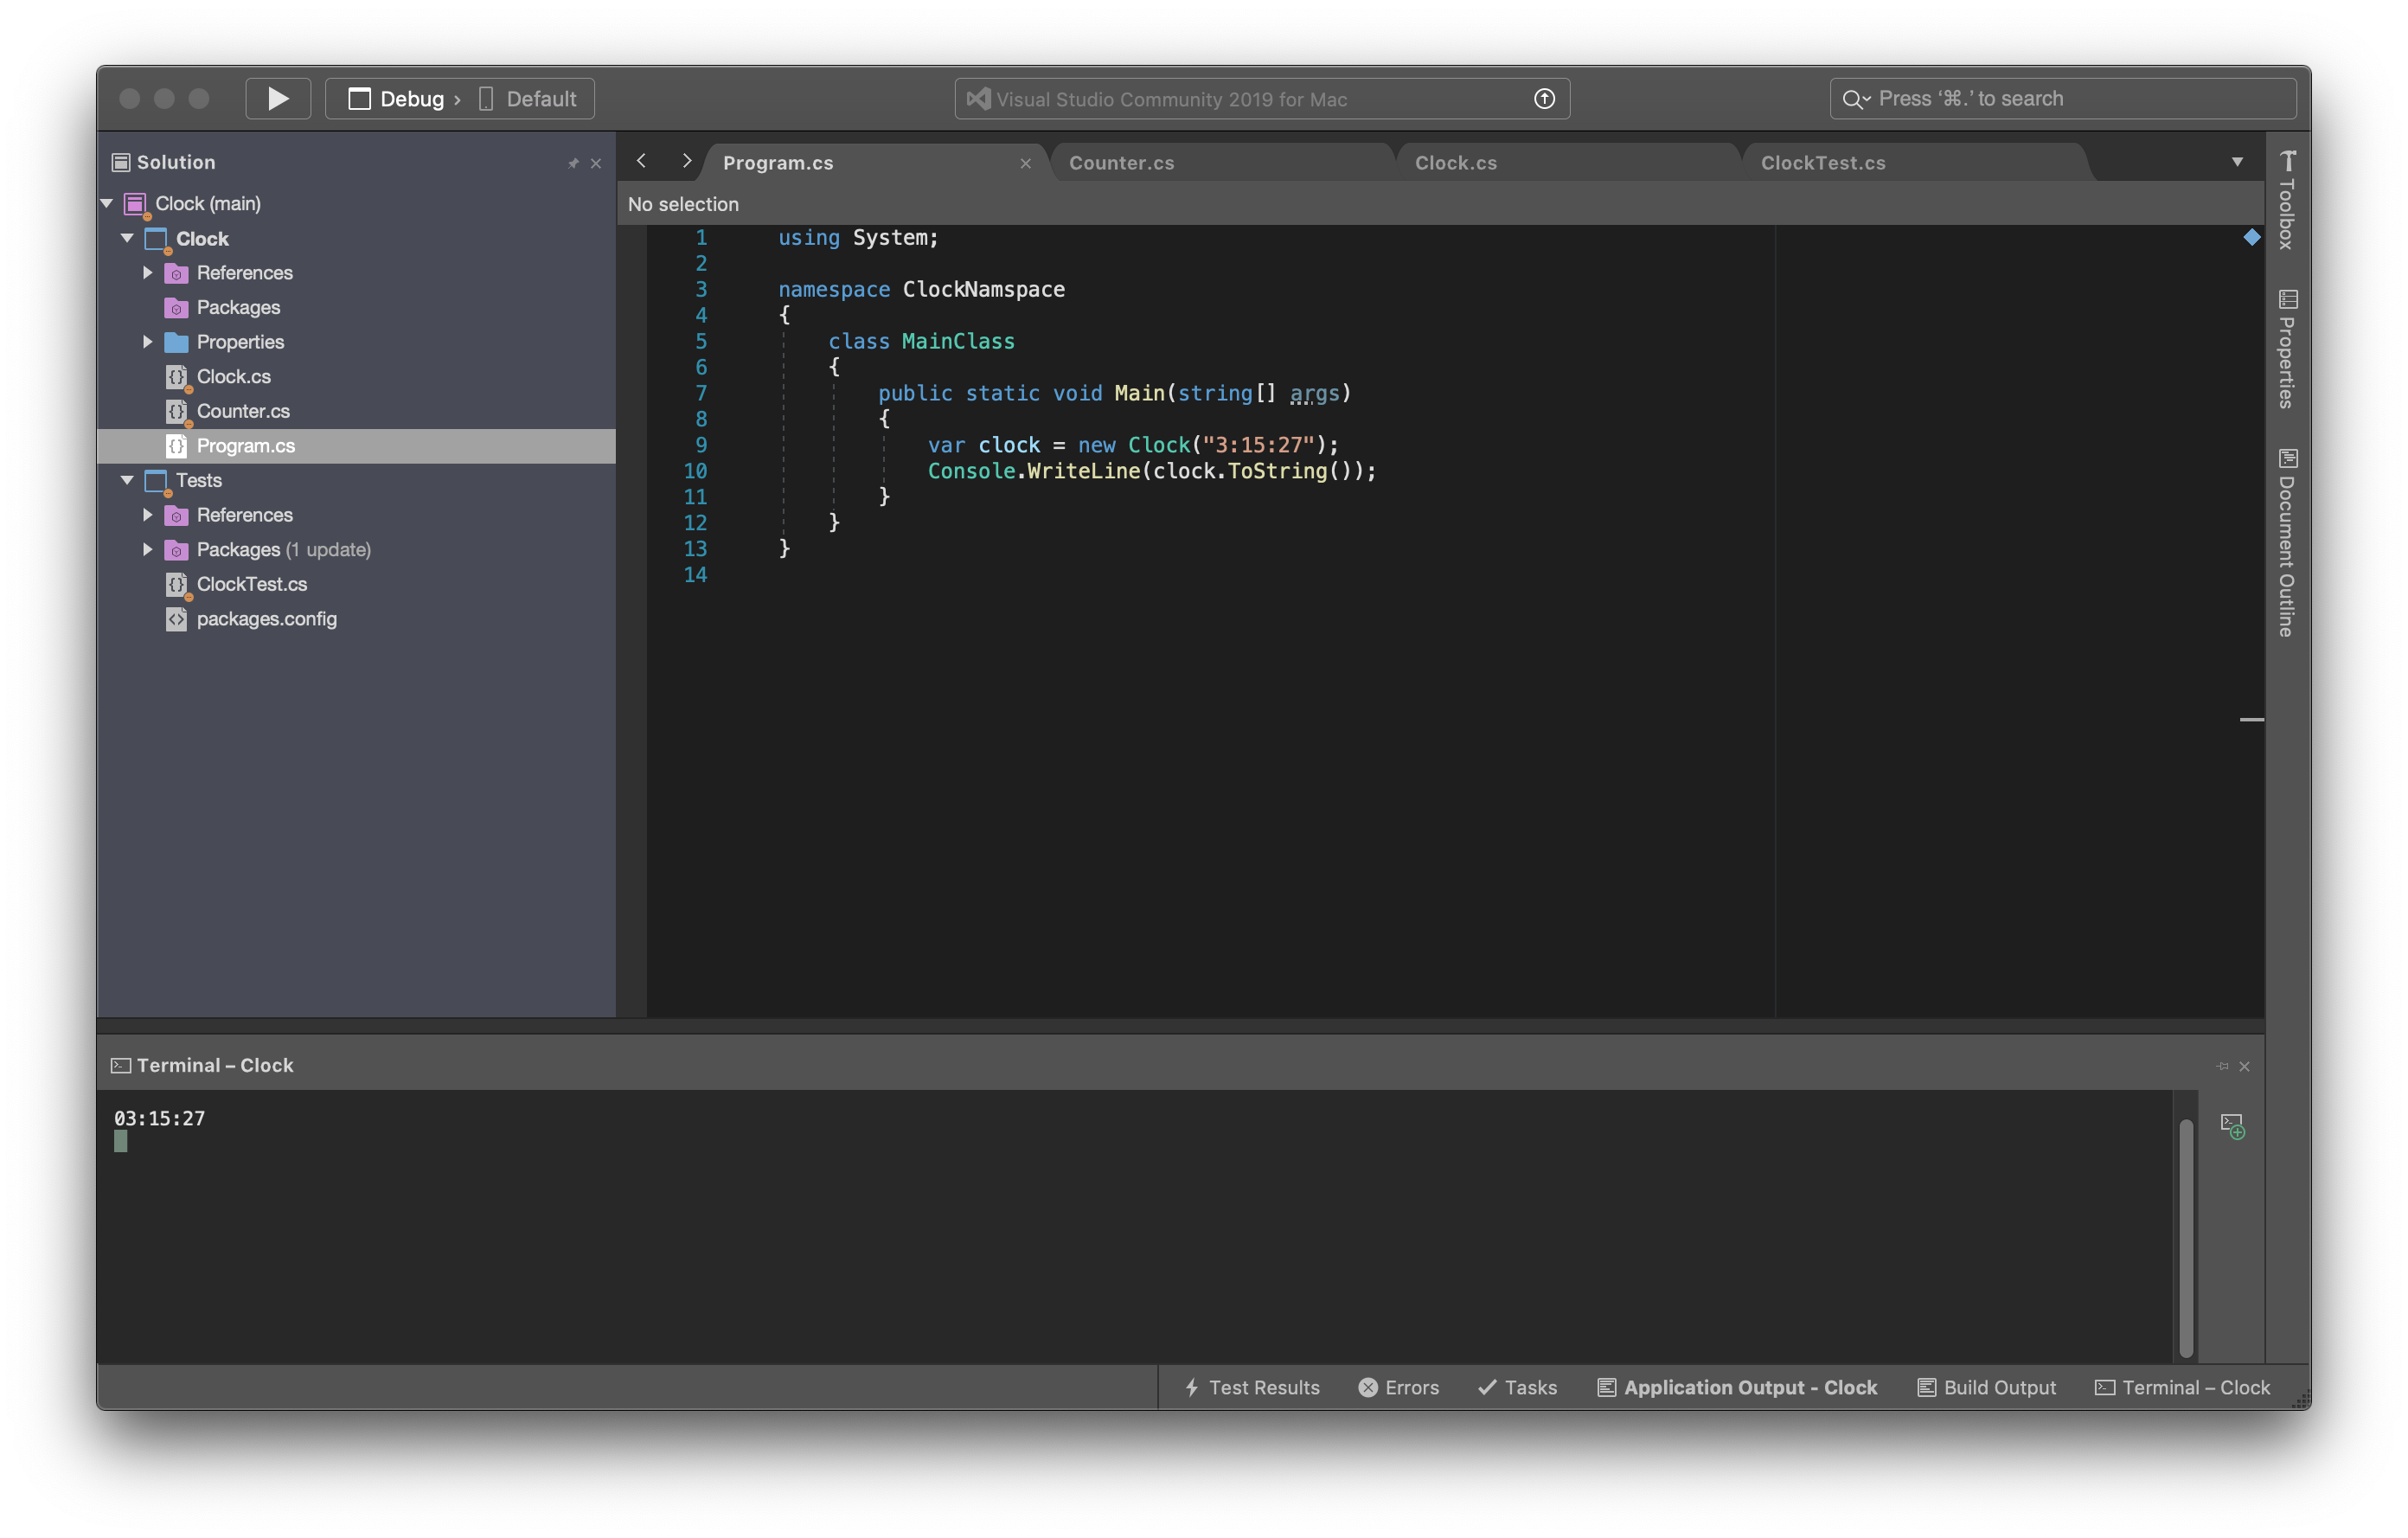 Debug › Default
Visual Studio Community 2019 for Mac
Press ‘⌘.’ to search
Solution
Clock (main)
Clock
References
Packages
Properties
Clock.cs
Counter.cs
Program.cs
Tests
References
Packages (1 update)
ClockTest.cs
packages.config
Program.cs
Counter.cs
Clock.cs
ClockTest.cs
No selection
1 using System;
2
3 namespace ClockNamspace
4 {
5 class MainClass
6 {
7 public static void Main(string[] args)
8 {
9 var clock = new Clock("3:15:27");
10 Console.WriteLine(clock.ToString());
11 }
12 }
13 }
14
Toolbox
Properties
Document Outline
Terminal – Clock
03:15:27
Test Results
Errors
Tasks
Application Output - Clock
Build Output
Terminal – Clock